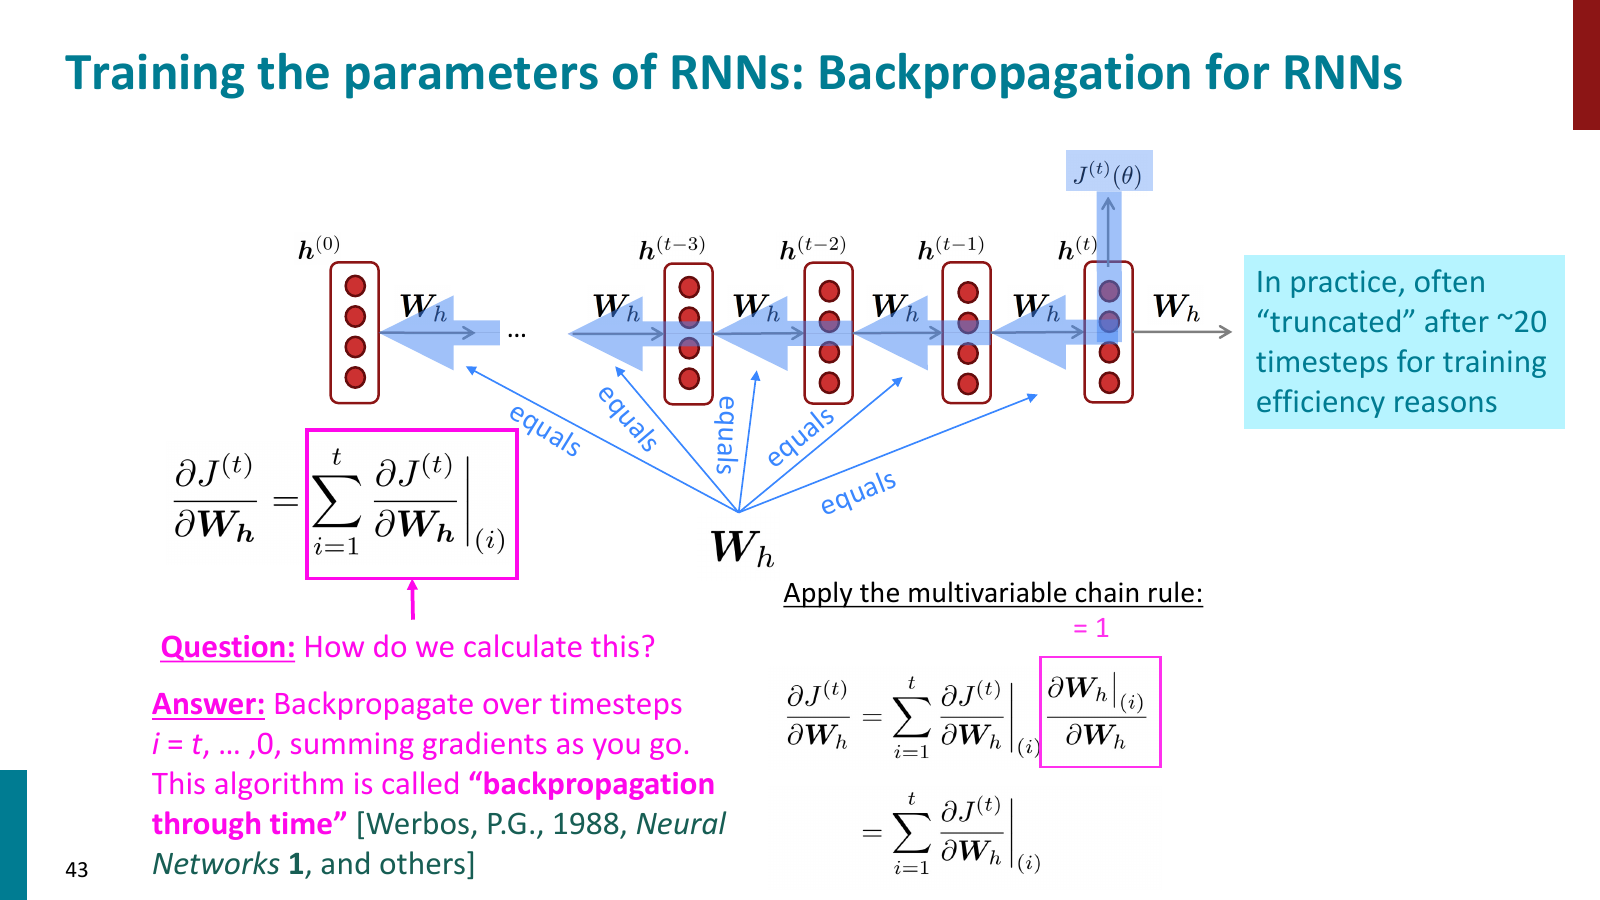 Training the parameters of RNNs: Backpropagation for RNNs
J^{(t)}(θ)
h^{(0)} h^{(t−3)} h^{(t−2)} h^{(t−1)} h^{(t)}
W_h ... W_h W_h W_h W_h W_h
In practice, often
“truncated” after ~20
timesteps for training
efficiency reasons
equals equals equals equals equals
W_h
∂J^{(t)}/∂W_h = ∑_{i=1}^{t} ∂J^{(t)}/∂W_h |_{(i)}
Question: How do we calculate this?
Answer: Backpropagate over timesteps
i = t, … ,0, summing gradients as you go.
This algorithm is called “backpropagation
through time” [Werbos, P.G., 1988, Neural
Networks 1, and others]
Apply the multivariable chain rule:
= 1
∂J^{(t)}/∂W_h = ∑_{i=1}^{t} ∂J^{(t)}/∂W_h |_{(i)} ∂W_h|_{(i)}/∂W_h
= ∑_{i=1}^{t} ∂J^{(t)}/∂W_h |_{(i)}
43